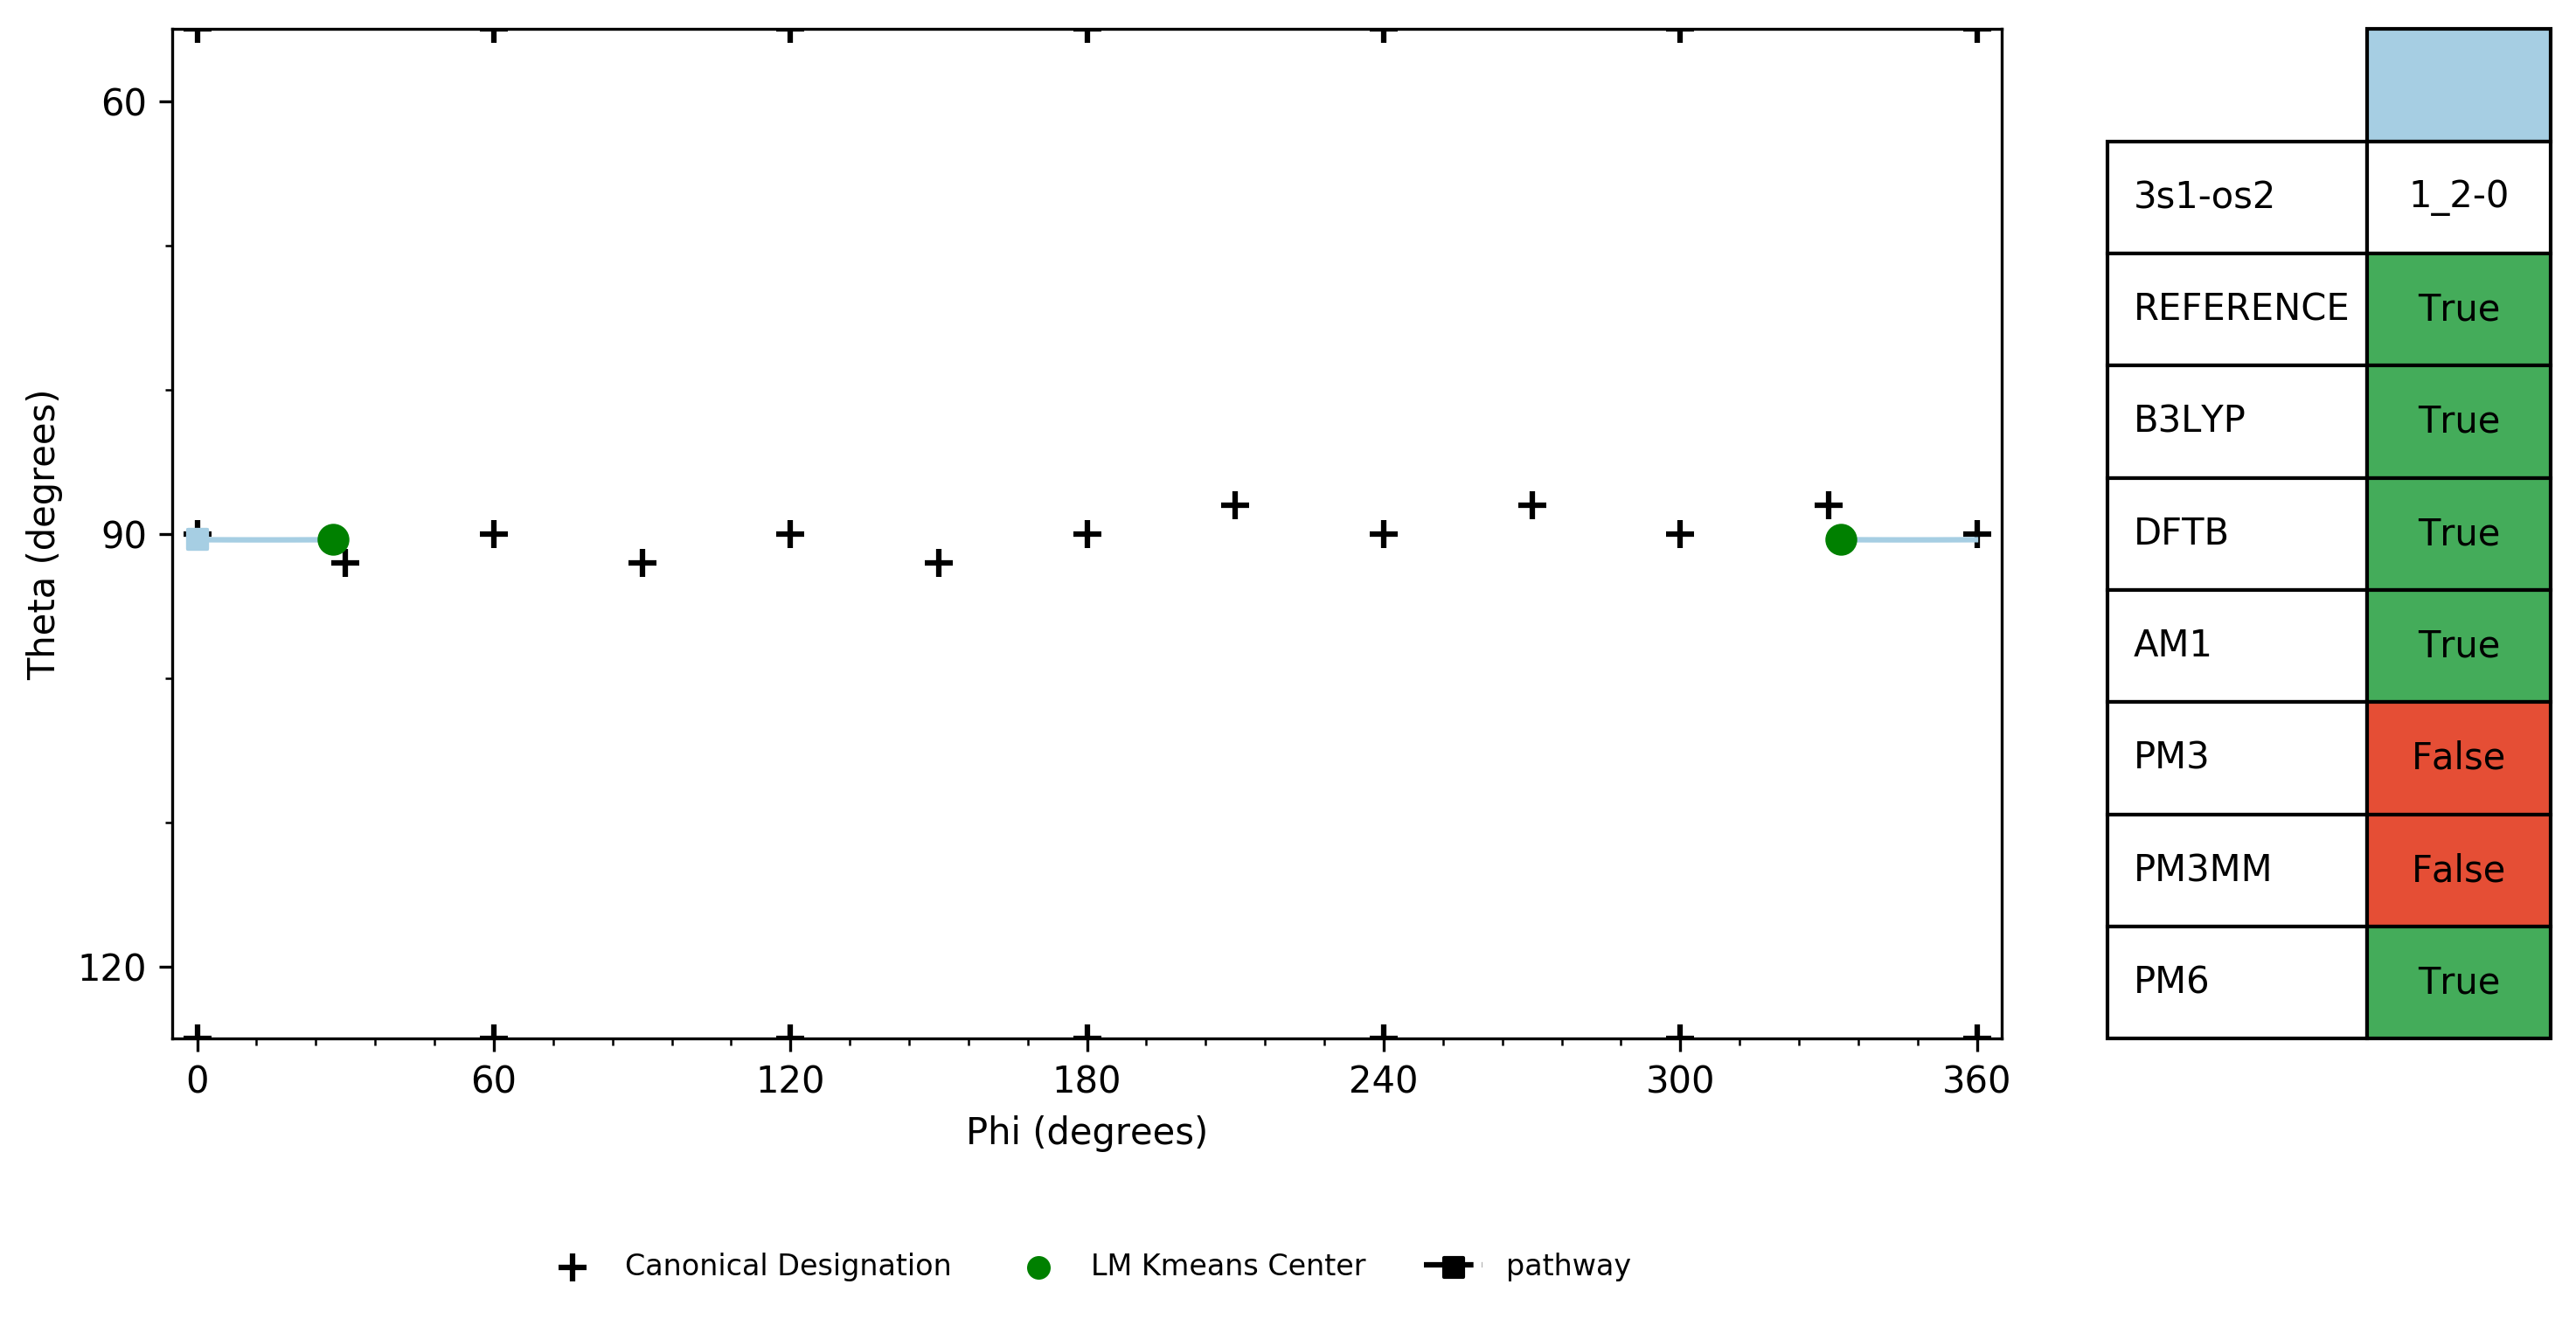 60
90
120
Theta (degrees)
0 60 120 180 240 300 360
Phi (degrees)
Canonical Designation LM Kmeans Center pathway
3s1-os2 1_2-0
REFERENCE True
B3LYP True
DFTB True
AM1 True
PM3 False
PM3MM False
PM6 True